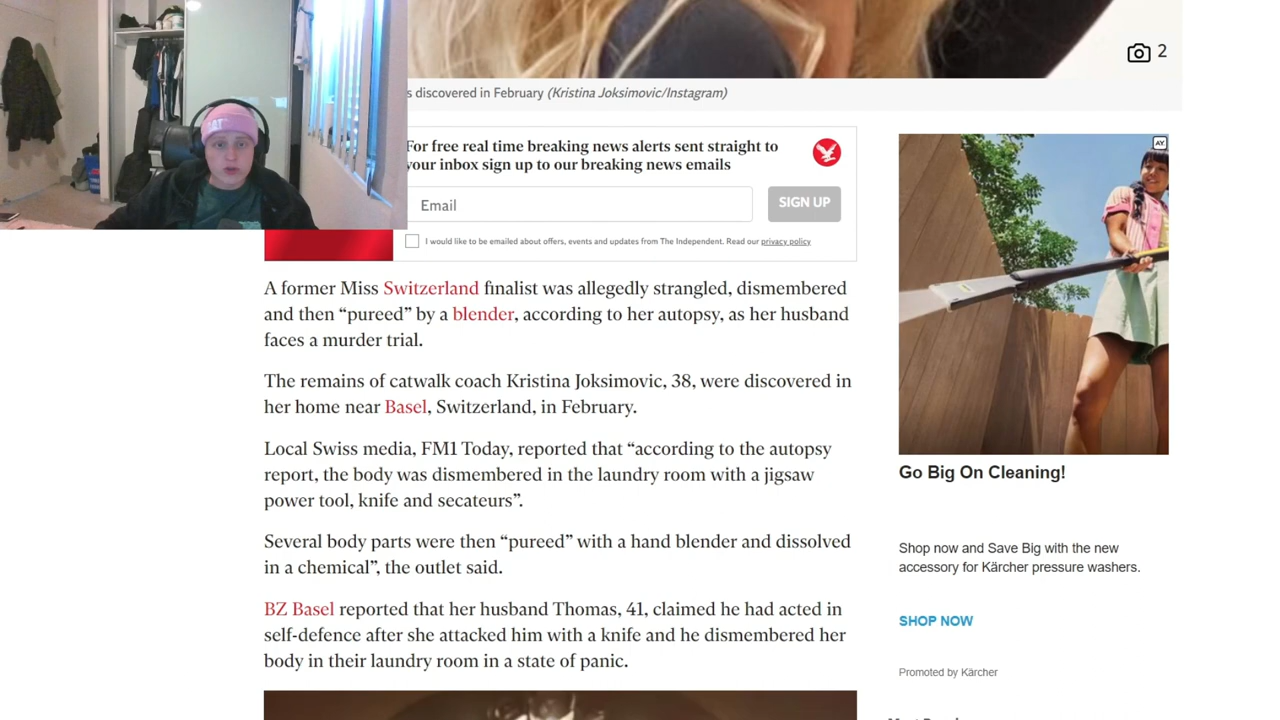 2
s discovered in February (Kristina Joksimovic/Instagram)
For free real time breaking news alerts sent straight to
your inbox sign up to our breaking news emails
Email
SIGN UP
I would like to be emailed about offers, events and updates from The Independent. Read our privacy policy
A former Miss Switzerland finalist was allegedly strangled, dismembered
and then “pureed” by a blender, according to her autopsy, as her husband
faces a murder trial.
The remains of catwalk coach Kristina Joksimovic, 38, were discovered in
her home near Basel, Switzerland, in February.
Local Swiss media, FM1 Today, reported that “according to the autopsy
report, the body was dismembered in the laundry room with a jigsaw
power tool, knife and secateurs”.
Several body parts were then “pureed” with a hand blender and dissolved
in a chemical”, the outlet said.
BZ Basel reported that her husband Thomas, 41, claimed he had acted in
self-defence after she attacked him with a knife and he dismembered her
body in their laundry room in a state of panic.
AY
Go Big On Cleaning!
Shop now and Save Big with the new
accessory for Kärcher pressure washers.
SHOP NOW
Promoted by Kärcher